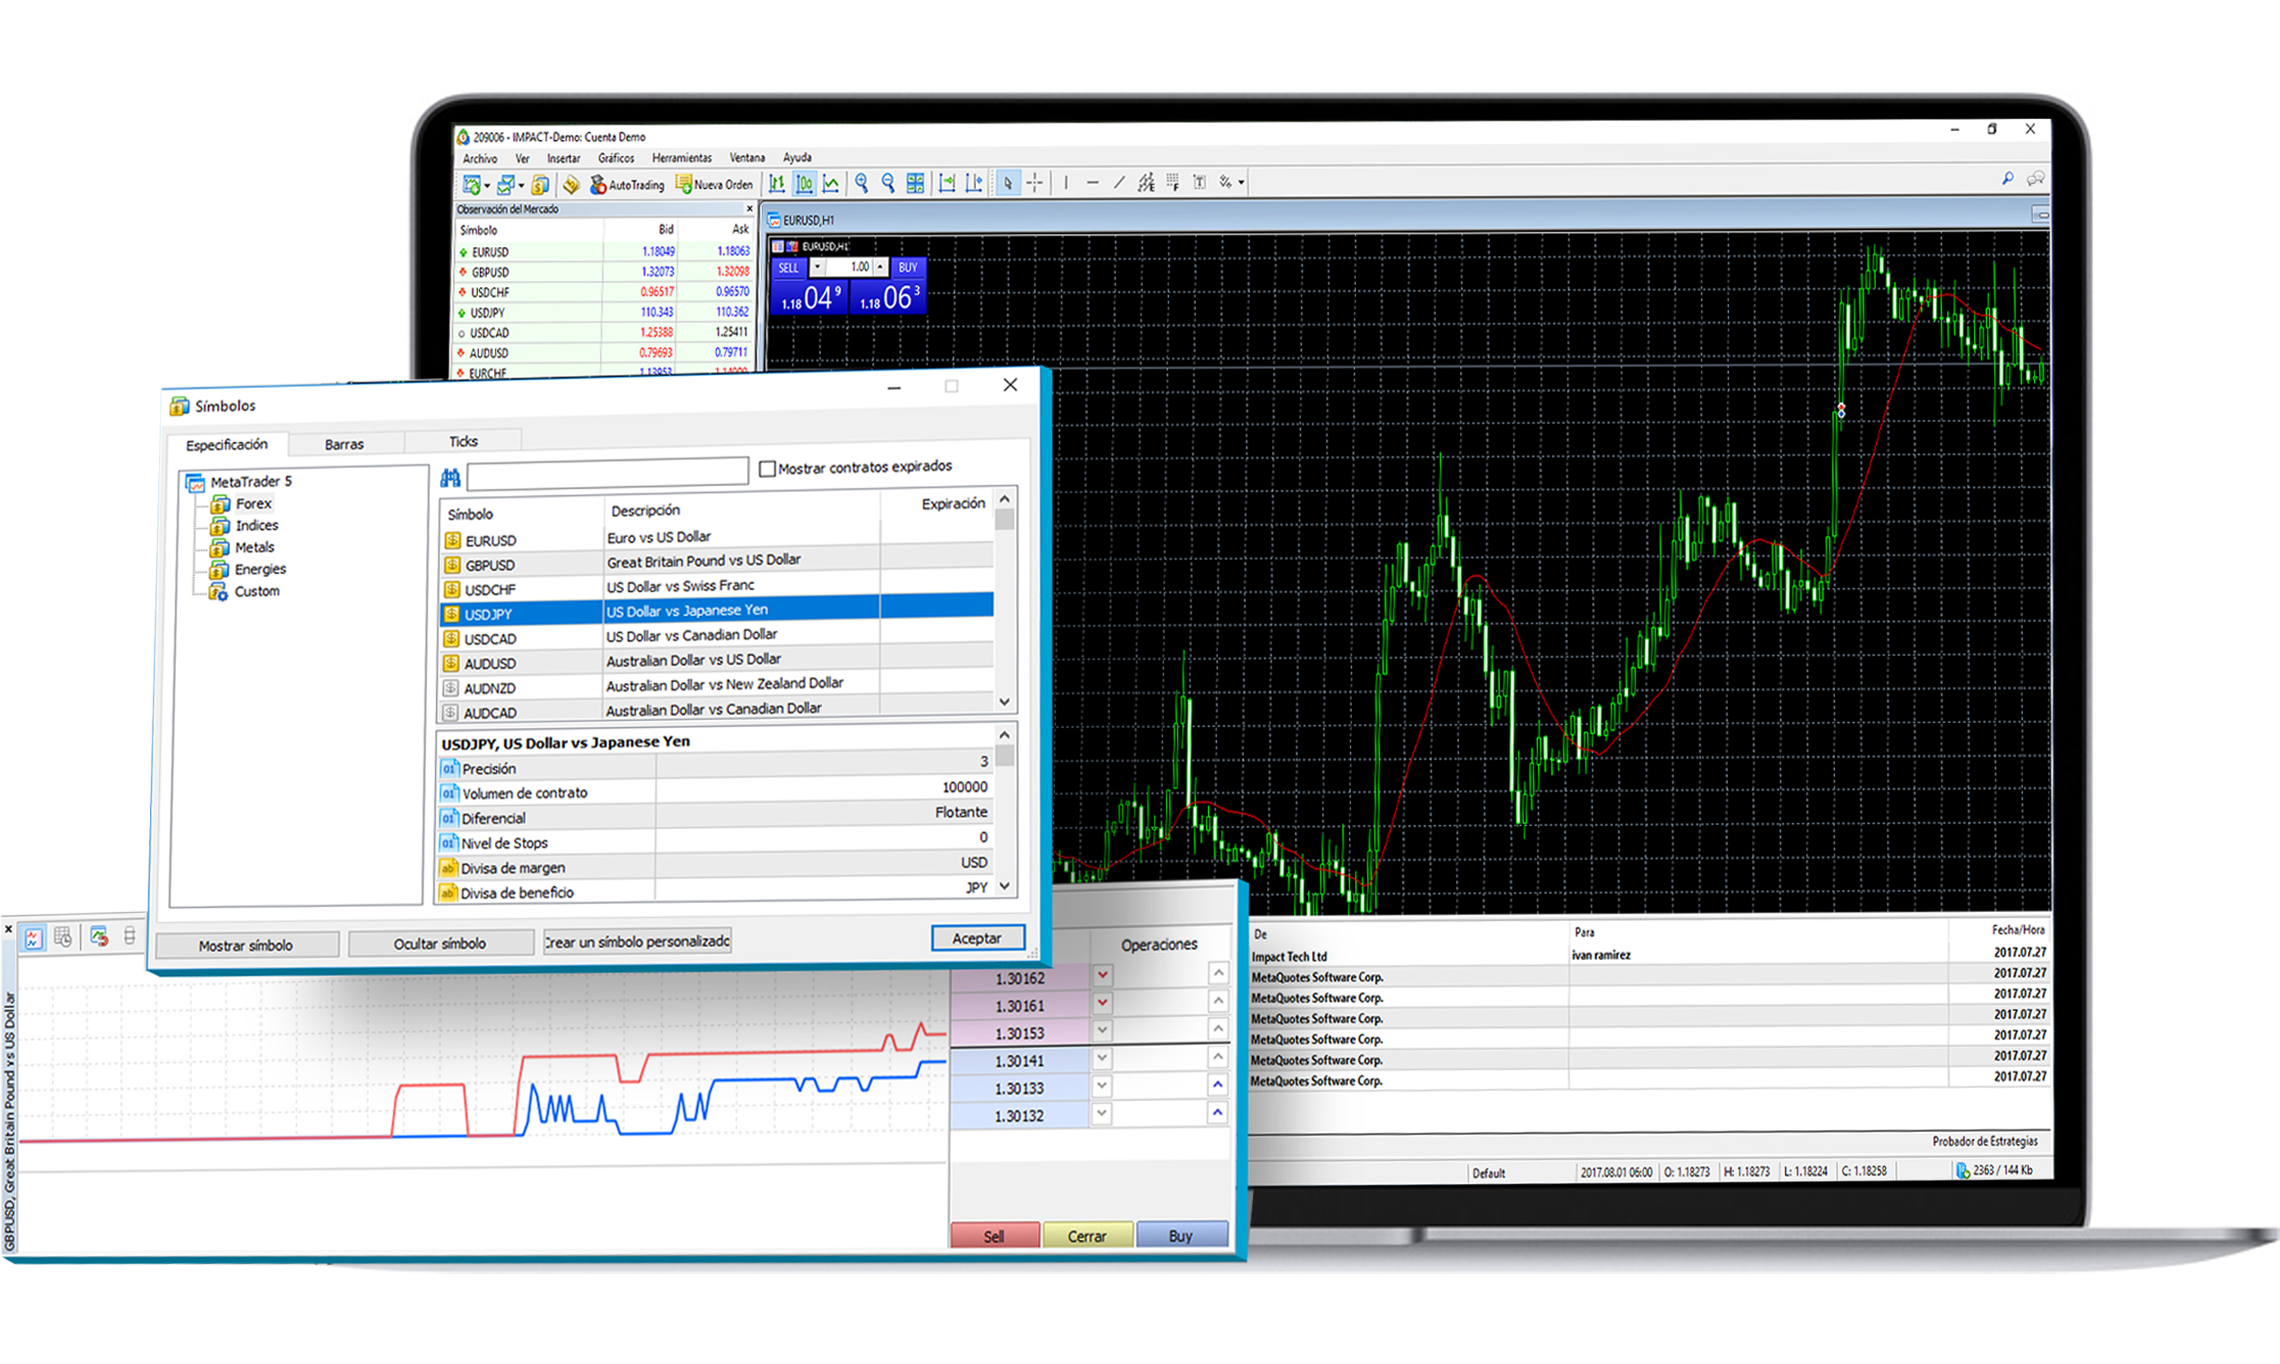 209006 - IMPACT-Demo: Cuenta Demo
Archivo Ver Insertar Gráficos Herramientas Ventana Ayuda
AutoTrading Nueva Orden
Observación del Mercado
Símbolo Bid Ask
EURUSD 1.18049 1.18063
GBPUSD 1.32073 1.32098
USDCHF 0.96517 0.96570
USDJPY 110.343 110.362
USDCAD 1.25388 1.25411
AUDUSD 0.79693 0.79711
EURCHF 1.13953
EURUSD,H1
EURUSD,H1
SELL 1.00 BUY
1.18 04 9 1.18 06 3
Símbolos
Especificación Barras Ticks
MetaTrader 5
Forex
Indices
Metals
Energies
Custom
Mostrar contratos expirados
Símbolo Descripción Expiración
EURUSD Euro vs US Dollar
GBPUSD Great Britain Pound vs US Dollar
USDCHF US Dollar vs Swiss Franc
USDJPY US Dollar vs Japanese Yen
USDCAD US Dollar vs Canadian Dollar
AUDUSD Australian Dollar vs US Dollar
AUDNZD Australian Dollar vs New Zealand Dollar
AUDCAD Australian Dollar vs Canadian Dollar
USDJPY, US Dollar vs Japanese Yen
Precisión 3
Volumen de contrato 100000
Diferencial Flotante
Nivel de Stops 0
Divisa de margen USD
Divisa de beneficio JPY
Mostrar símbolo Ocultar símbolo Crear un símbolo personalizado Aceptar
GBPUSD, Great Britain Pound vs US Dollar
Operaciones
1.30162
1.30161
1.30153
1.30141
1.30133
1.30132
Sell Cerrar Buy
De Para Fecha/Hora
Impact Tech Ltd ivan ramirez 2017.07.27
MetaQuotes Software Corp. 2017.07.27
MetaQuotes Software Corp. 2017.07.27
MetaQuotes Software Corp. 2017.07.27
MetaQuotes Software Corp. 2017.07.27
MetaQuotes Software Corp. 2017.07.27
MetaQuotes Software Corp. 2017.07.27
Probador de Estrategias
Default 2017.08.01 06:00 O: 1.18273 H: 1.18273 L: 1.18224 C: 1.18258 2363 / 144 Kb